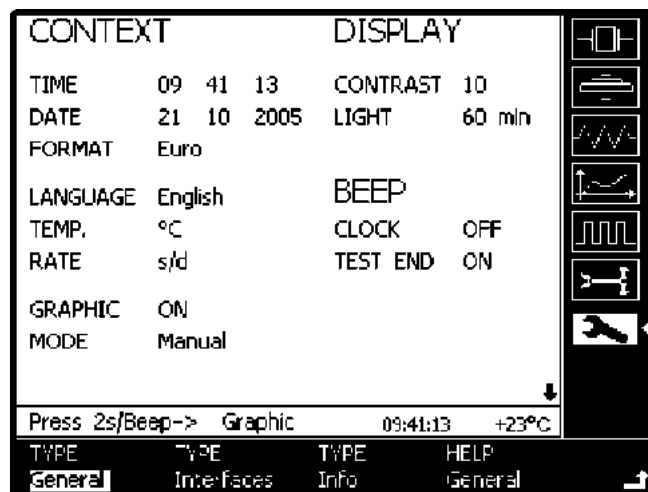 CONTEXT DISPLAY
TIME 09 41 13 CONTRAST 10
DATE 21 10 2005 LIGHT 60 min
FORMAT Euro
LANGUAGE English BEEP
TEMP. °C CLOCK OFF
RATE s/d TEST END ON
GRAPHIC ON
MODE Manual
Press 2s/Beep-> Graphic 09:41:13 +23°C
TYPE TYPE TYPE HELP
General Interfaces Info General